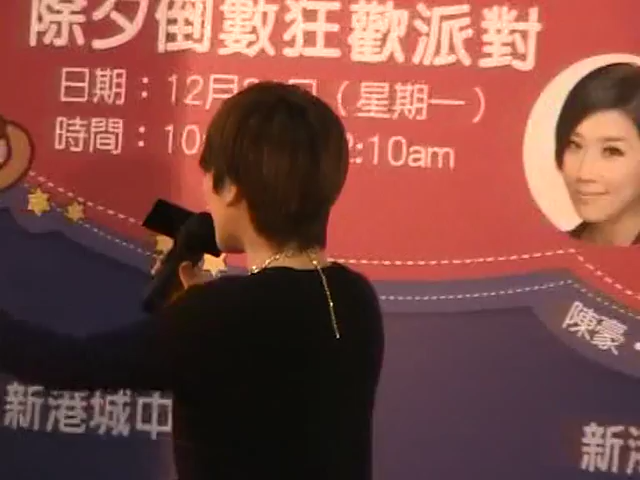 除夕倒數狂歡派對
日期：12月 日（星期一）
時間：10 2:10am
陳豪
新港城中
新港